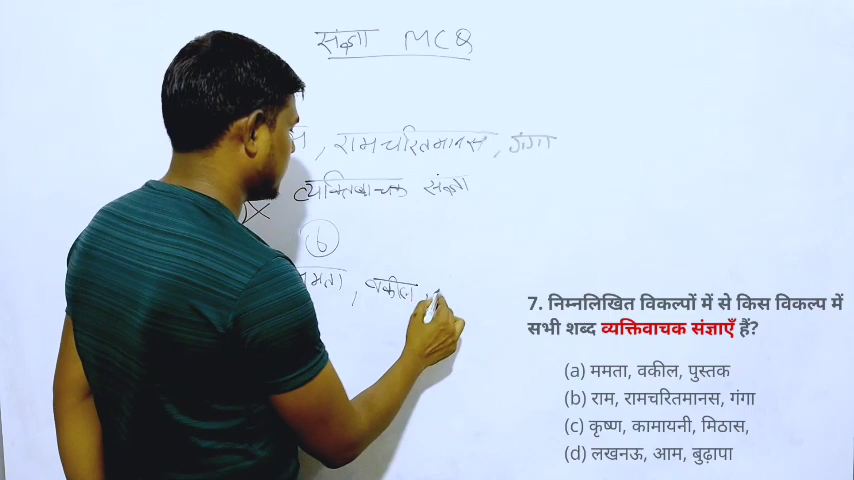 संज्ञा MCQ
, रामचरितमानस, गंगा
व्यक्तिवाचक संज्ञा
b
ममता, वकील,
7. निम्नलिखित विकल्पों में से किस विकल्प में
सभी शब्द व्यक्तिवाचक संज्ञाएँ हैं?
(a) ममता, वकील, पुस्तक
(b) राम, रामचरितमानस, गंगा
(c) कृष्ण, कामायनी, मिठास,
(d) लखनऊ, आम, बुढ़ापा